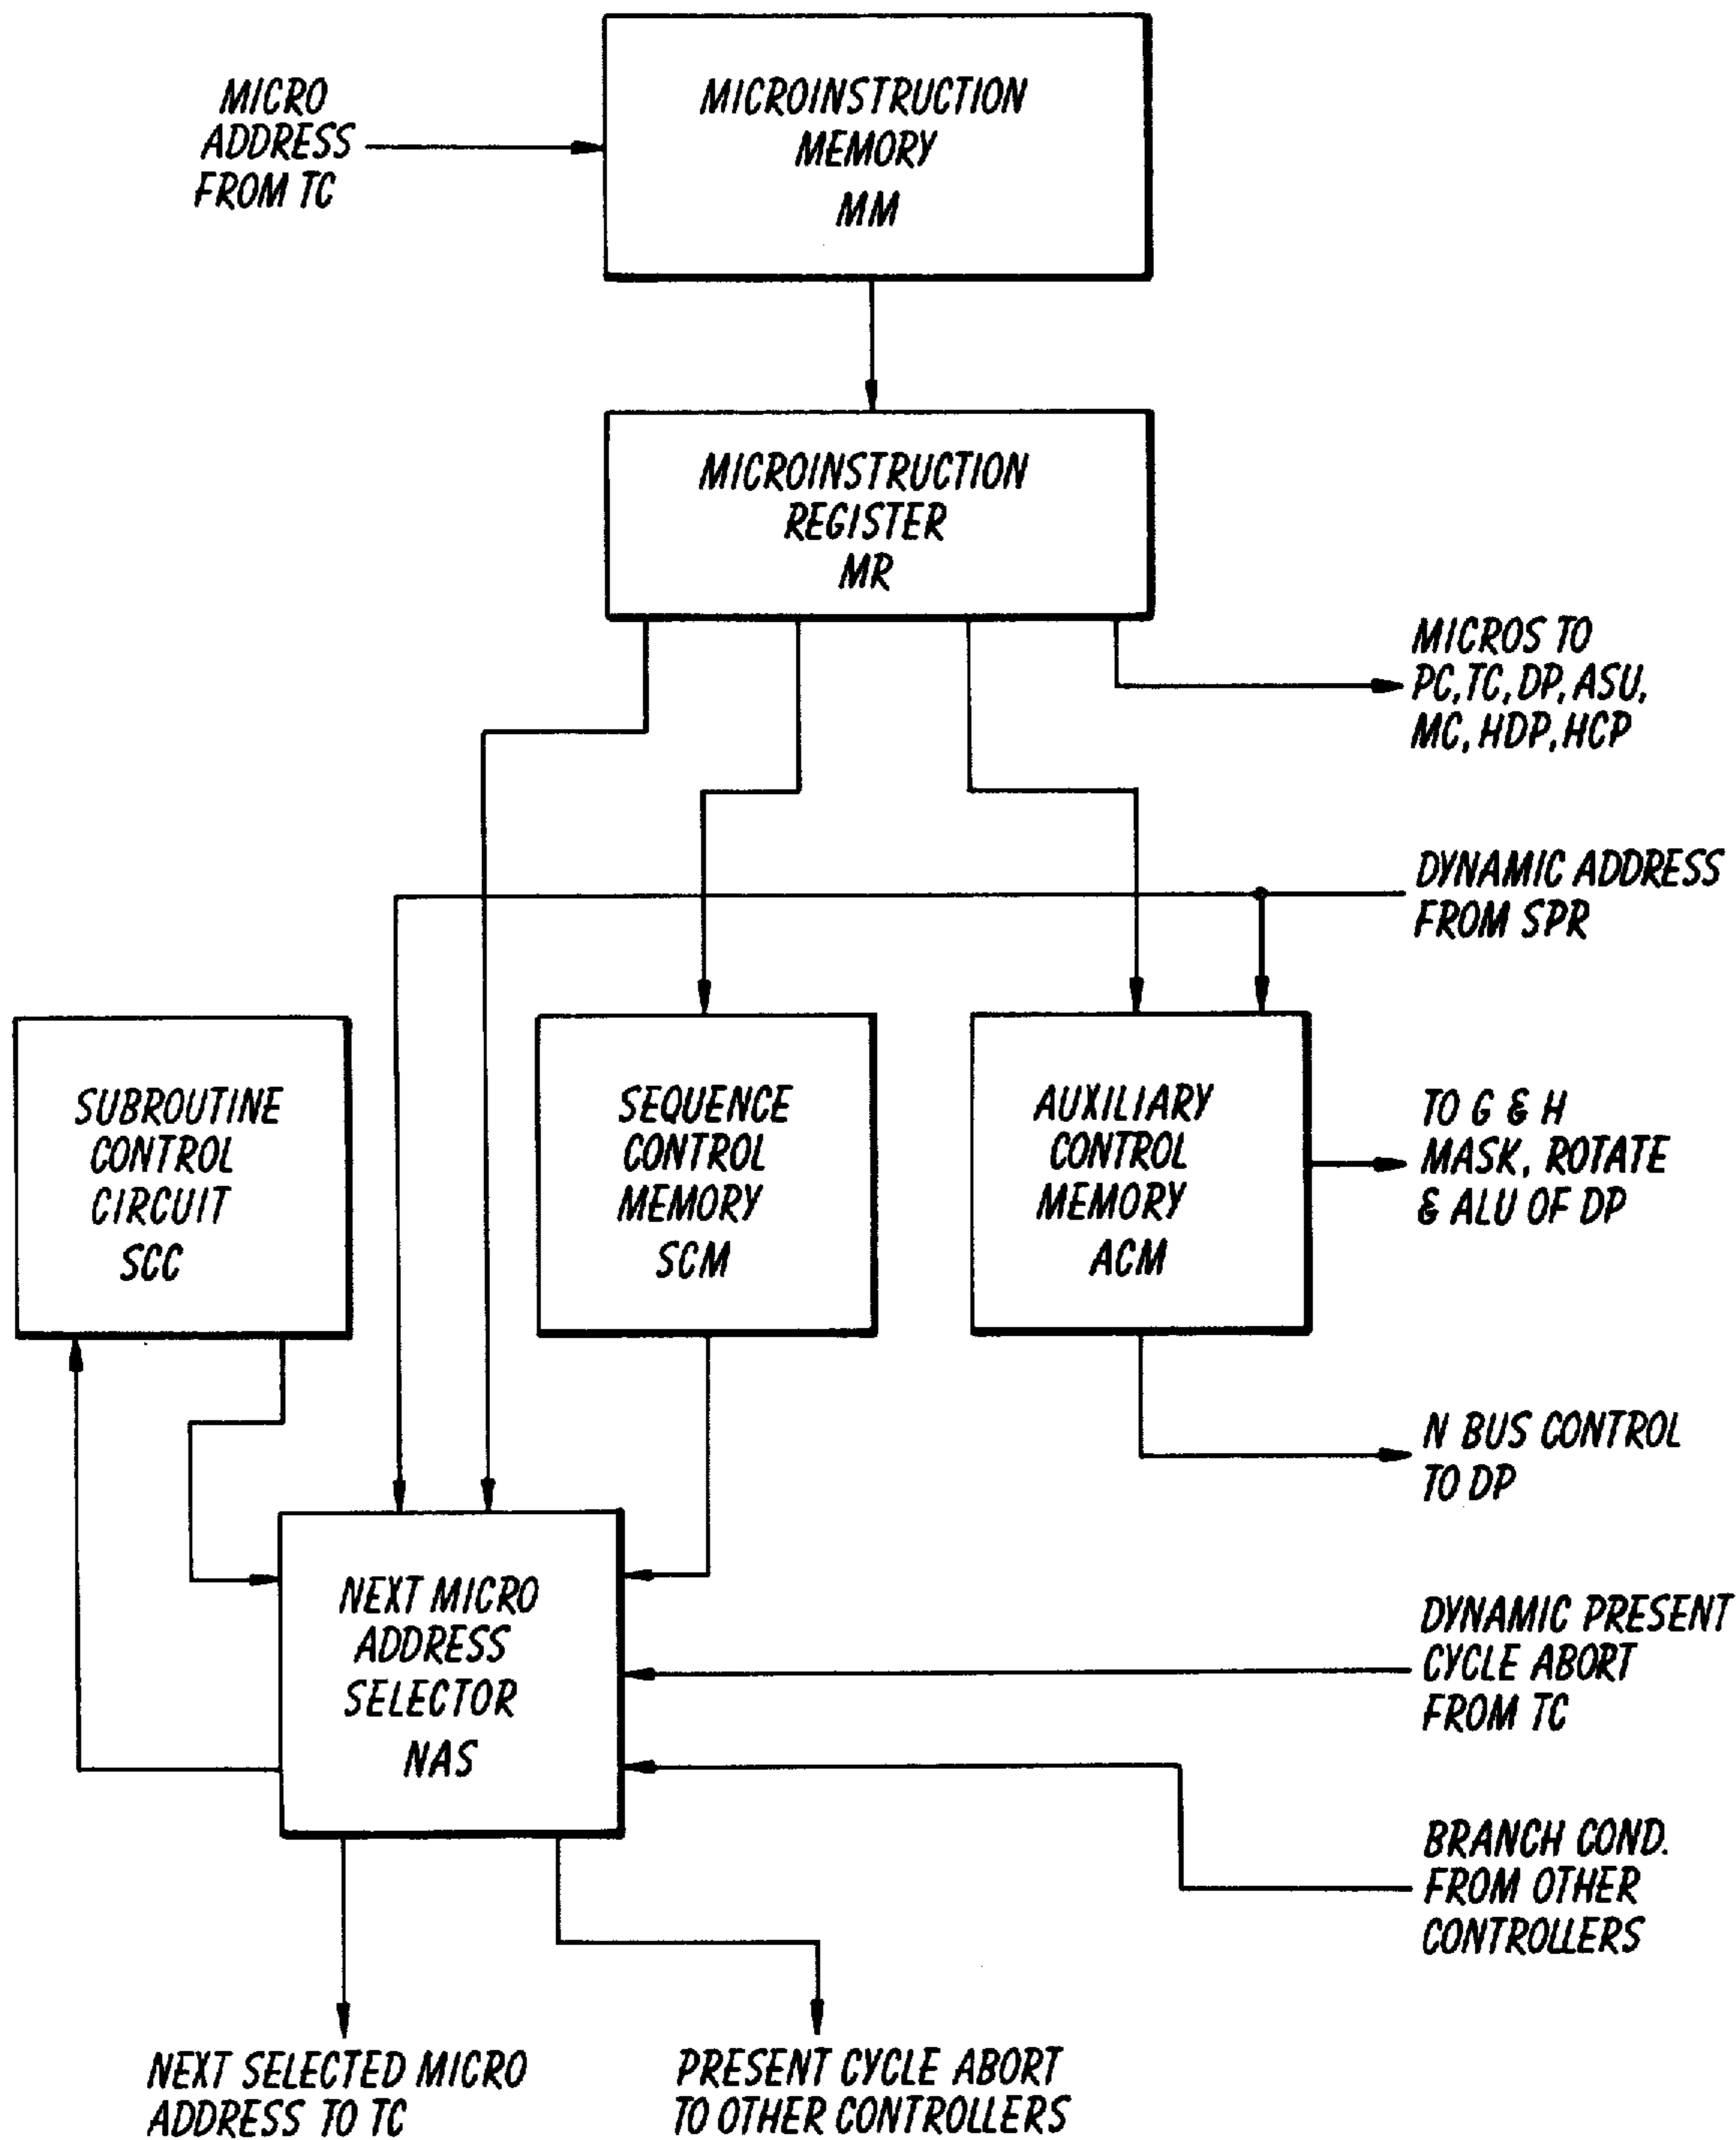 MICRO
ADDRESS
FROM TC
MICROINSTRUCTION
MEMORY
MM
MICROINSTRUCTION
REGISTER
MR
MICROS TO
PC, TC, DP, ASU,
MC, HDP, HCP
DYNAMIC ADDRESS
FROM SPR
SUBROUTINE
CONTROL
CIRCUIT
SCC
SEQUENCE
CONTROL
MEMORY
SCM
AUXILIARY
CONTROL
MEMORY
ACM
TO G & H
MASK, ROTATE
& ALU OF DP
N BUS CONTROL
TO DP
NEXT MICRO
ADDRESS
SELECTOR
NAS
DYNAMIC PRESENT
CYCLE ABORT
FROM TC
BRANCH COND.
FROM OTHER
CONTROLLERS
NEXT SELECTED MICRO
ADDRESS TO TC
PRESENT CYCLE ABORT
TO OTHER CONTROLLERS